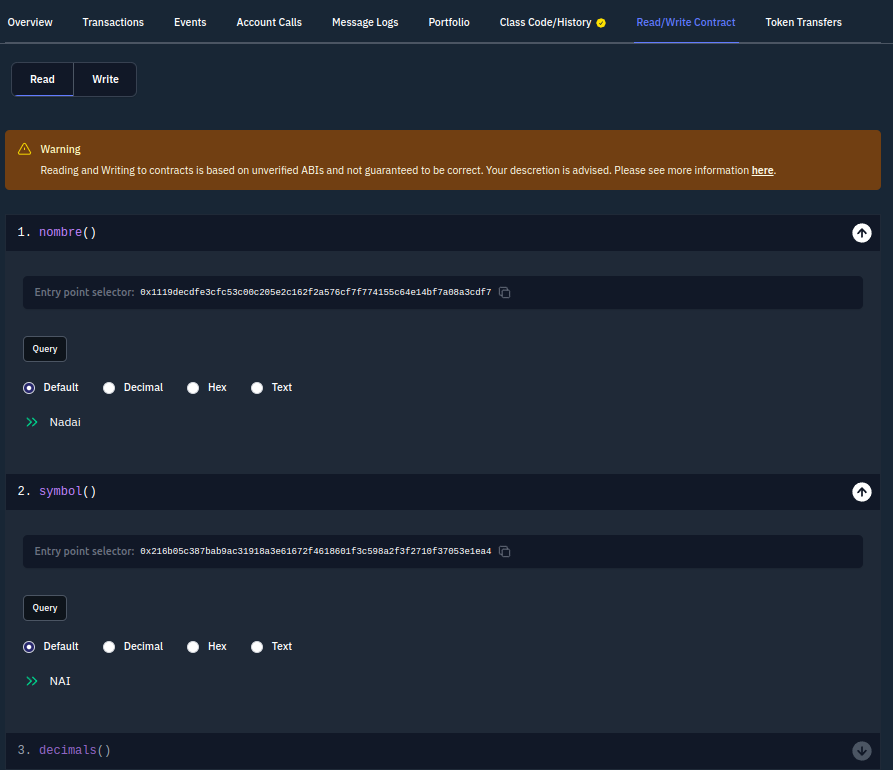 Overview Transactions Events Account Calls Message Logs Portfolio Class Code/History Read/Write Contract Token Transfers
Read Write
Warning
Reading and Writing to contracts is based on unverified ABIs and not guaranteed to be correct. Your descretion is advised. Please see more information here.
1. nombre()
Entry point selector: 0x1119decdfe3cfc53c00c205e2c162f2a576cf7f774155c64e14bf7a08a3cdf7
Query
Default Decimal Hex Text
Nadai
2. symbol()
Entry point selector: 0x216b05c387bab9ac31918a3e61672f4618601f3c598a2f3f2710f37053e1ea4
Query
Default Decimal Hex Text
NAI
3. decimals()